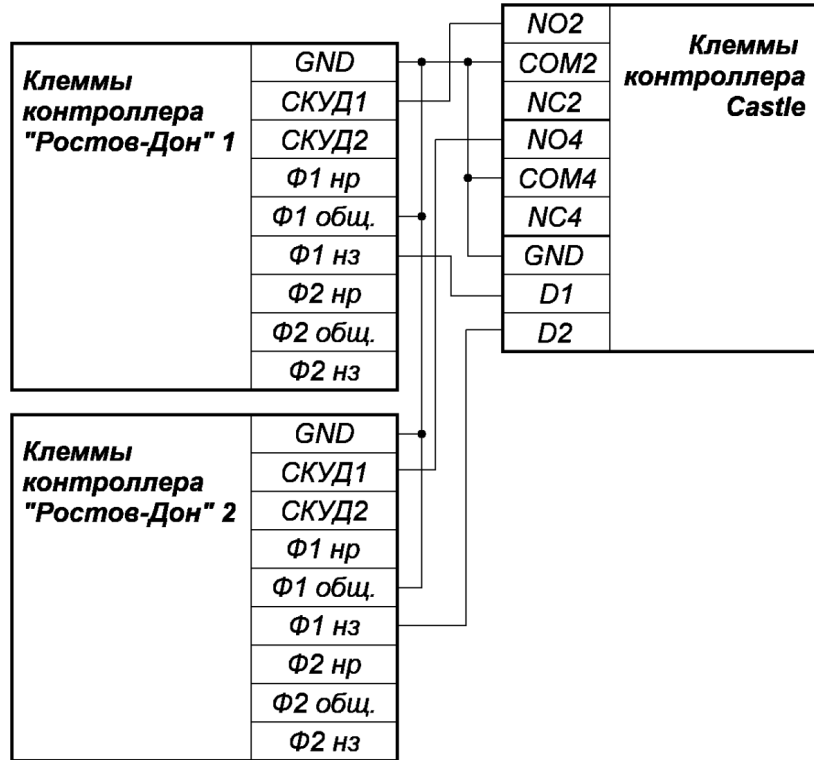 Клеммы
контроллера
"Ростов-Дон" 1
GND
СКУД1
СКУД2
Ф1 нр
Ф1 общ.
Ф1 нз
Ф2 нр
Ф2 общ.
Ф2 нз
NO2
COM2
NC2
NO4
COM4
NC4
GND
D1
D2
Клеммы
контроллера
Castle
Клеммы
контроллера
"Ростов-Дон" 2
GND
СКУД1
СКУД2
Ф1 нр
Ф1 общ.
Ф1 нз
Ф2 нр
Ф2 общ.
Ф2 нз